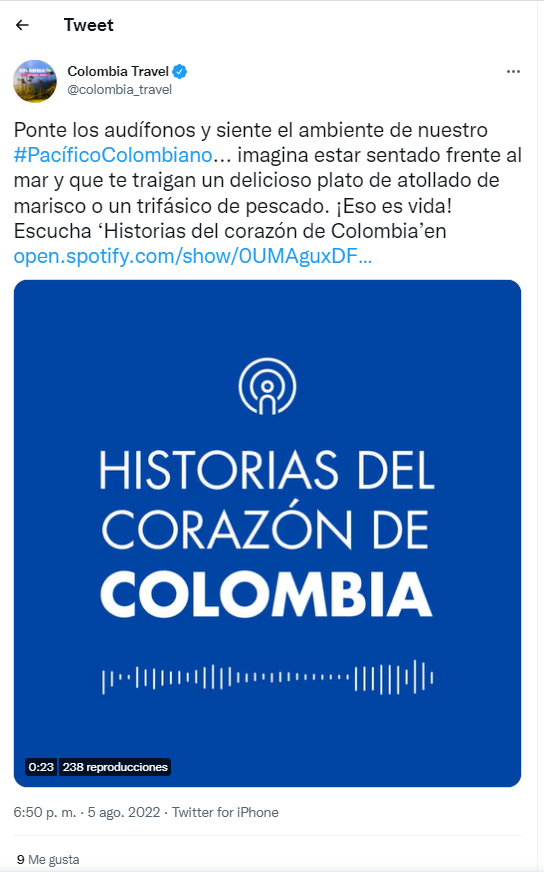 Tweet
Colombia Travel
@colombia_travel
Ponte los audífonos y siente el ambiente de nuestro
#PacíficoColombiano... imagina estar sentado frente al
mar y que te traigan un delicioso plato de atollado de
marisco o un trifásico de pescado. ¡Eso es vida!
Escucha ‘Historias del corazón de Colombia’en
open.spotify.com/show/0UMAguxDF...
HISTORIAS DEL
CORAZÓN DE
COLOMBIA
0:23 238 reproducciones
6:50 p. m. · 5 ago. 2022 · Twitter for iPhone
9 Me gusta